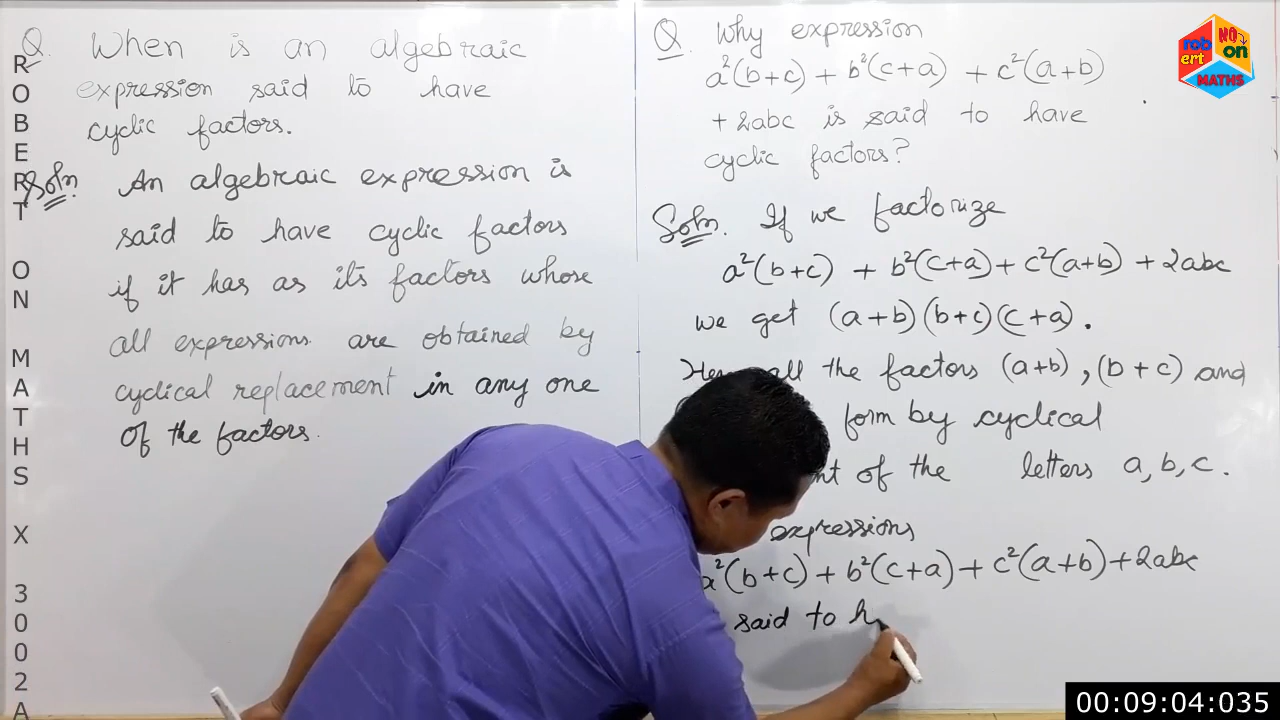 ROBERT ON MATHS X 3002A
Q. When is an algebraic
expression said to have
cyclic factors.
Soln. An algebraic expression is
said to have cyclic factors
if it has as its factors whose
all expressions are obtained by
cyclical replacement in any one
of the factors.
Q. Why expression
a²(b+c) + b²(c+a) + c²(a+b)
+ 2abc is said to have
cyclic factors?
Soln. If we factorize
a²(b+c) + b²(c+a) + c²(a+b) + 2abc
we get (a+b)(b+c)(c+a).
all the factors (a+b), (b+c) and
form by cyclical
of the letters a, b, c.
expressions
a²(b+c) + b²(c+a) + c²(a+b) + 2abc
said to h
rob ert NO on MATHS
00:09:04:035